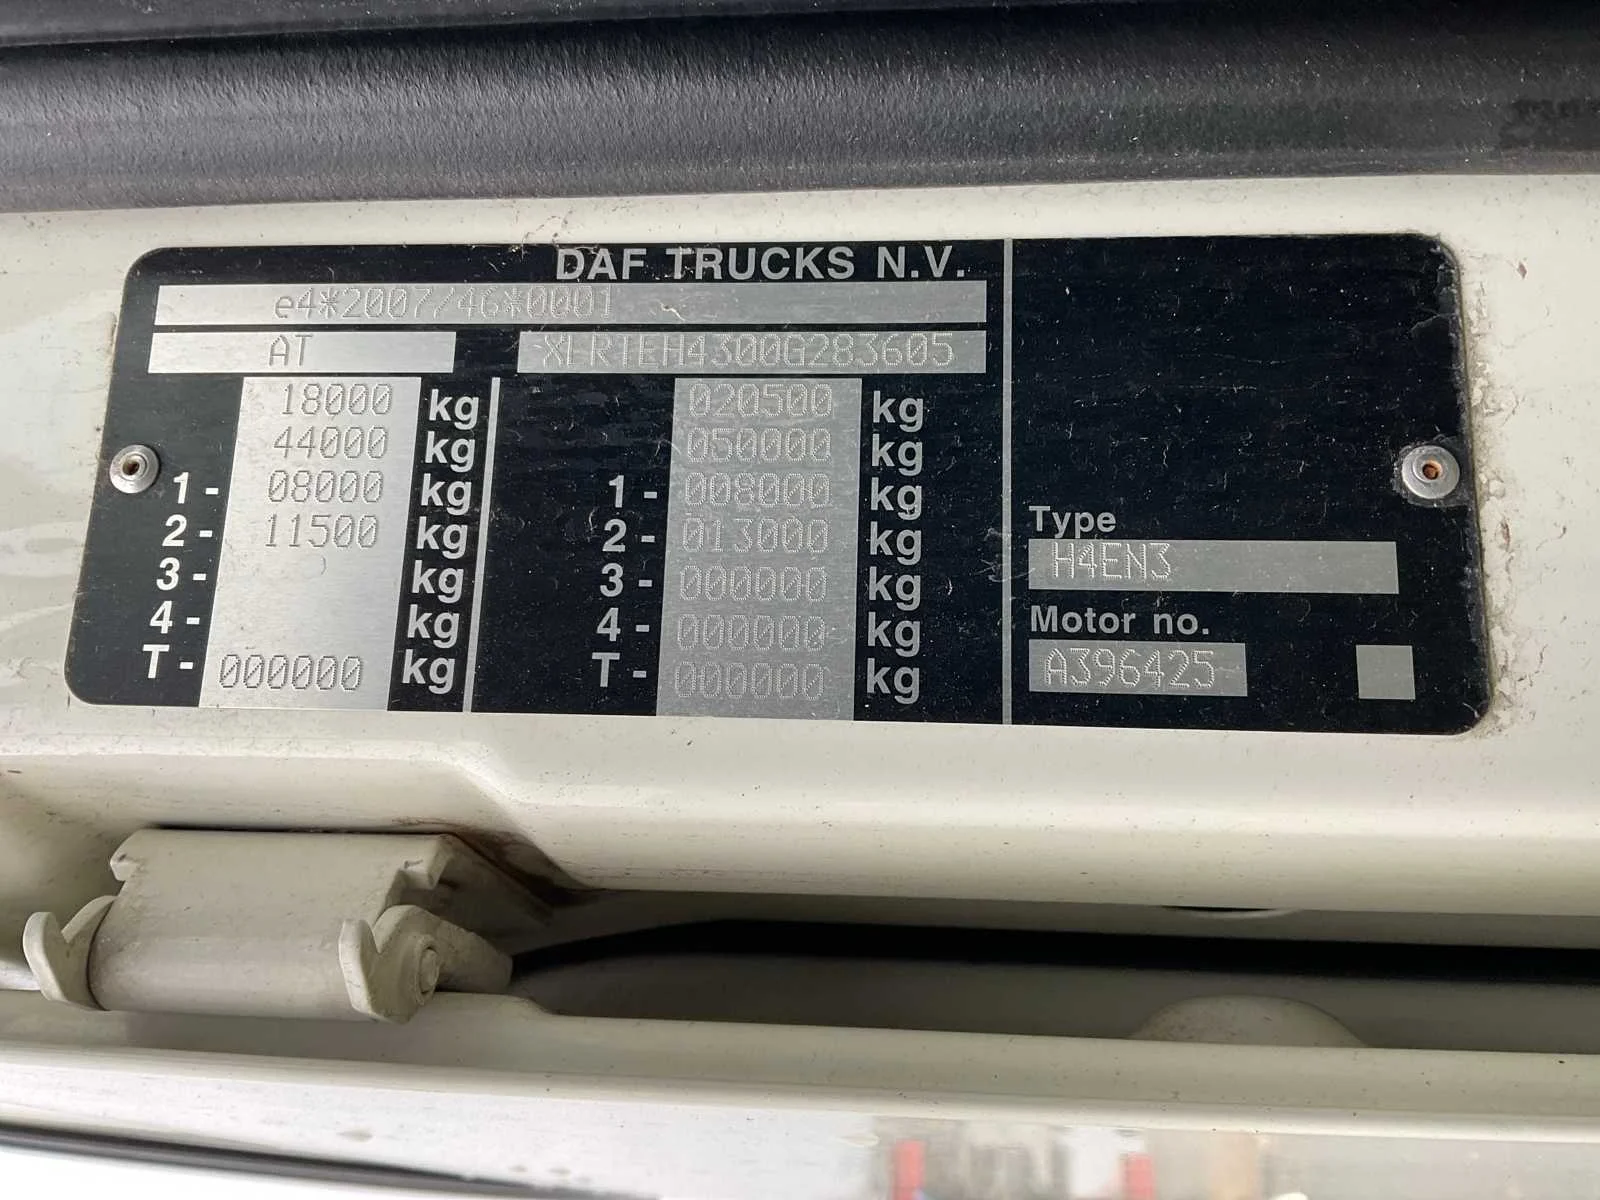 DAF TRUCKS N.V.
e4*2007/46*0001
AT XLRTEH4300G283605
18000 kg 020500 kg
44000 kg 050000 kg
1- 08000 kg 1- 008000 kg
2- 11500 kg 2- 013000 kg
3- kg 3- 000000 kg
4- kg 4- 000000 kg
T- 000000 kg T- 000000 kg
Type
H4EN3
Motor no.
A396425